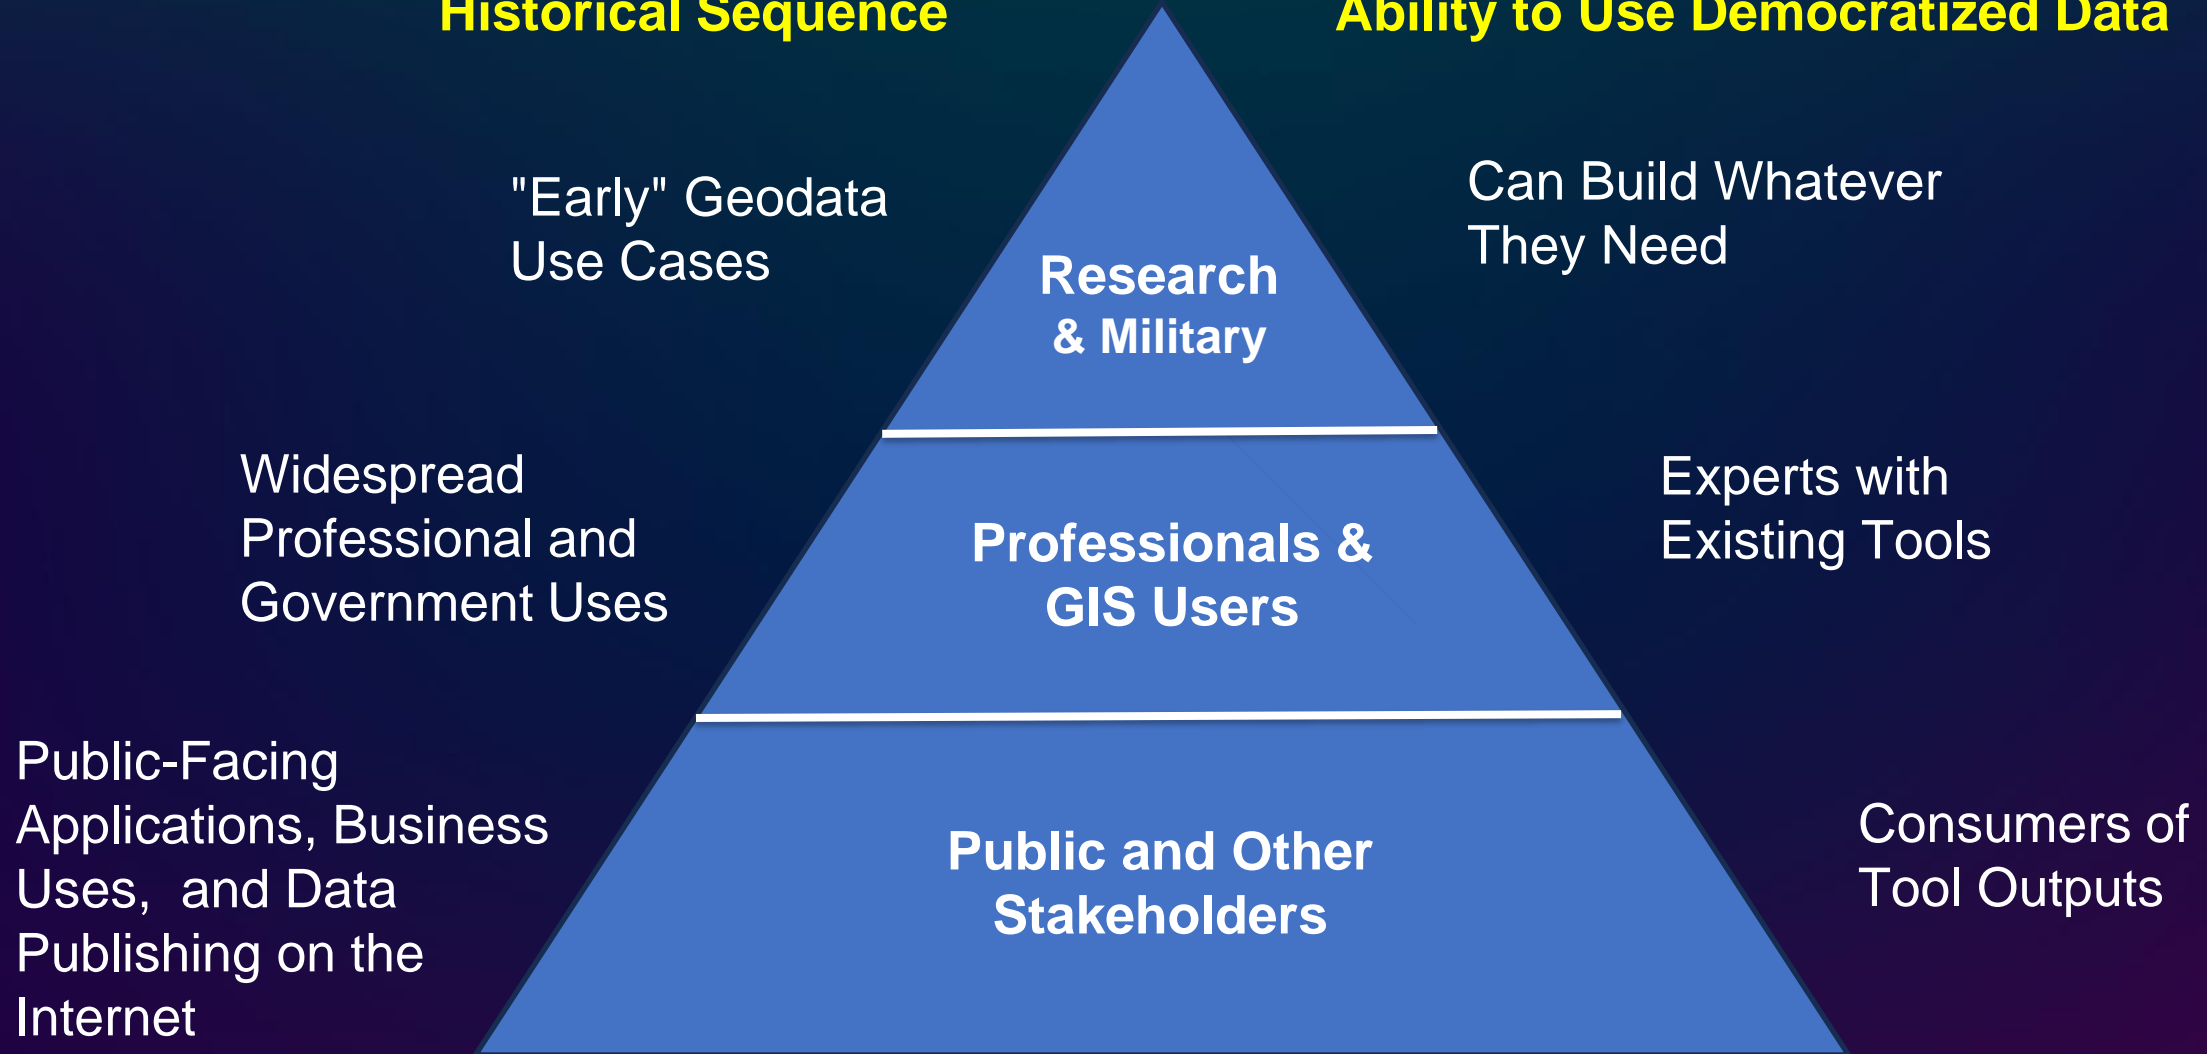 Historical Sequence
Ability to Use Democratized Data
"Early" Geodata
Use Cases
Research
& Military
Can Build Whatever
They Need
Widespread
Professional and
Government Uses
Professionals &
GIS Users
Experts with
Existing Tools
Public-Facing
Applications, Business
Uses,  and Data
Publishing on the
Internet
Public and Other
Stakeholders
Consumers of
Tool Outputs